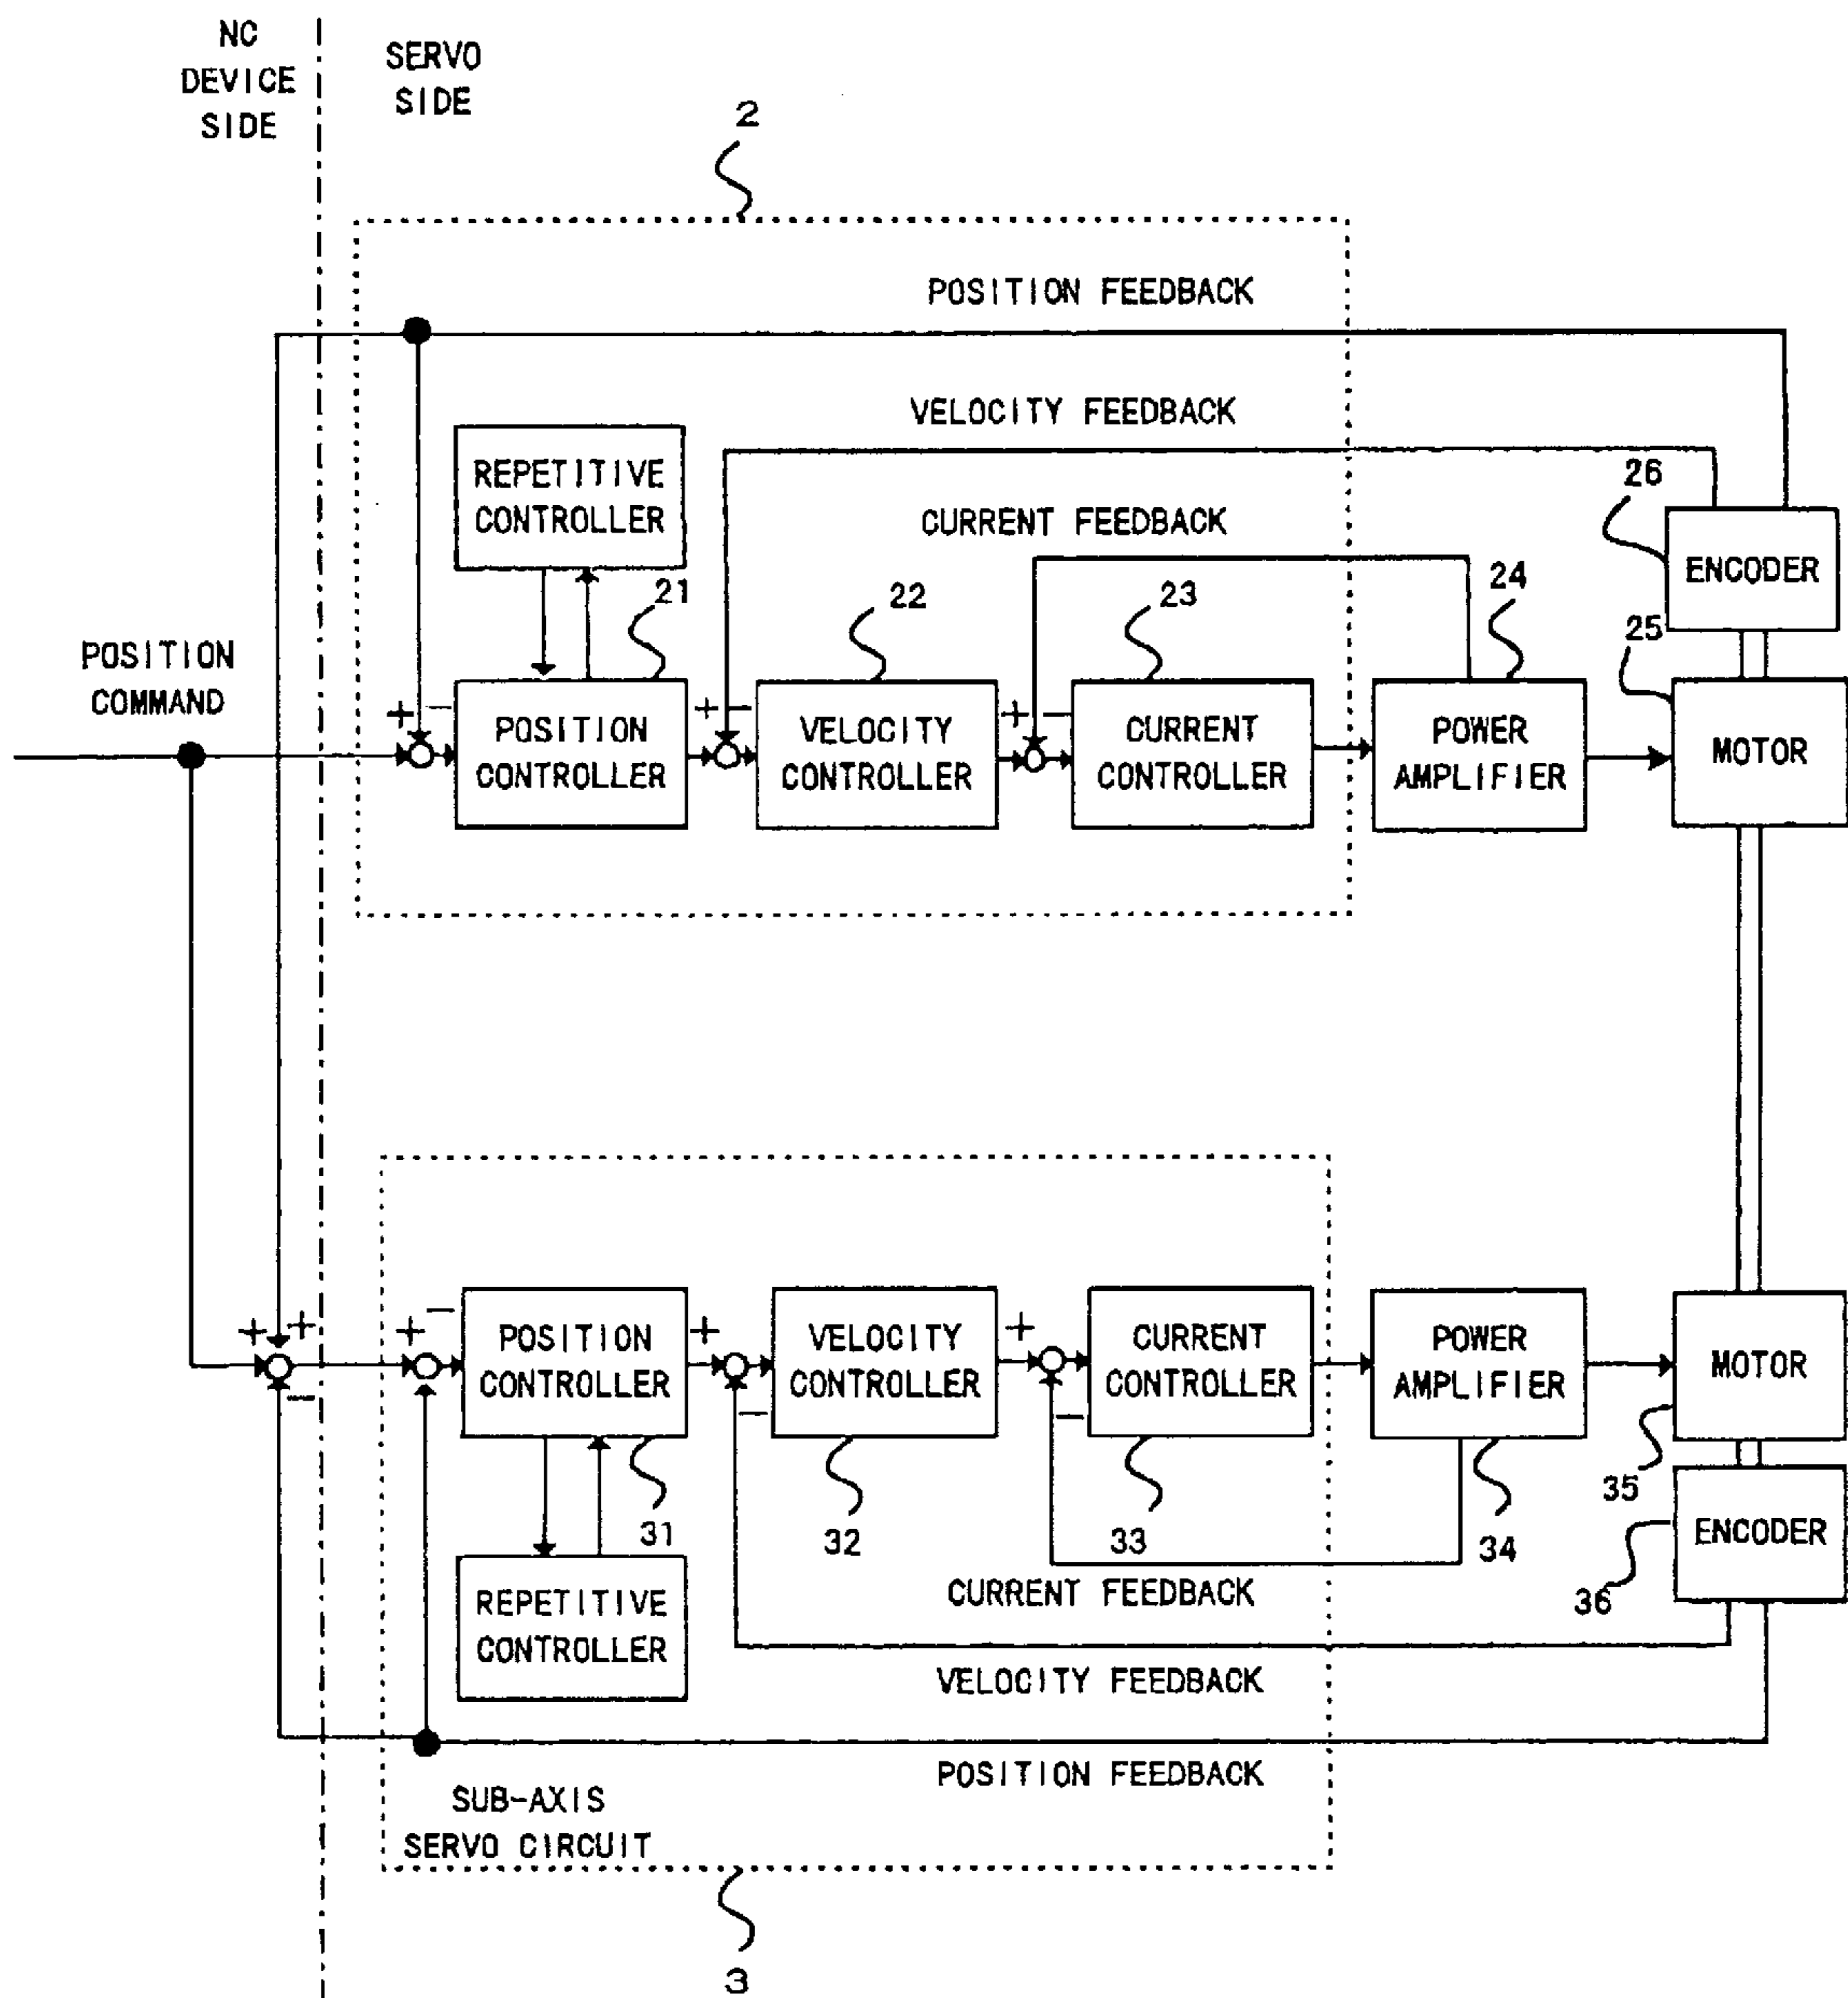 NC
DEVICE
SIDE
SERVO
SIDE
2
POSITION FEEDBACK
VELOCITY FEEDBACK
REPETITIVE
CONTROLLER
CURRENT FEEDBACK
26
ENCODER
21
22
23
24
25
POSITION
COMMAND
+ −
POSITION
CONTROLLER
+ −
VELOCITY
CONTROLLER
+ −
CURRENT
CONTROLLER
POWER
AMPLIFIER
MOTOR
+ +
−
+ −
POSITION
CONTROLLER
+
−
VELOCITY
CONTROLLER
+
−
CURRENT
CONTROLLER
POWER
AMPLIFIER
MOTOR
31
32
33
34
35
ENCODER
36
REPETITIVE
CONTROLLER
CURRENT FEEDBACK
VELOCITY FEEDBACK
POSITION FEEDBACK
SUB-AXIS
SERVO CIRCUIT
3